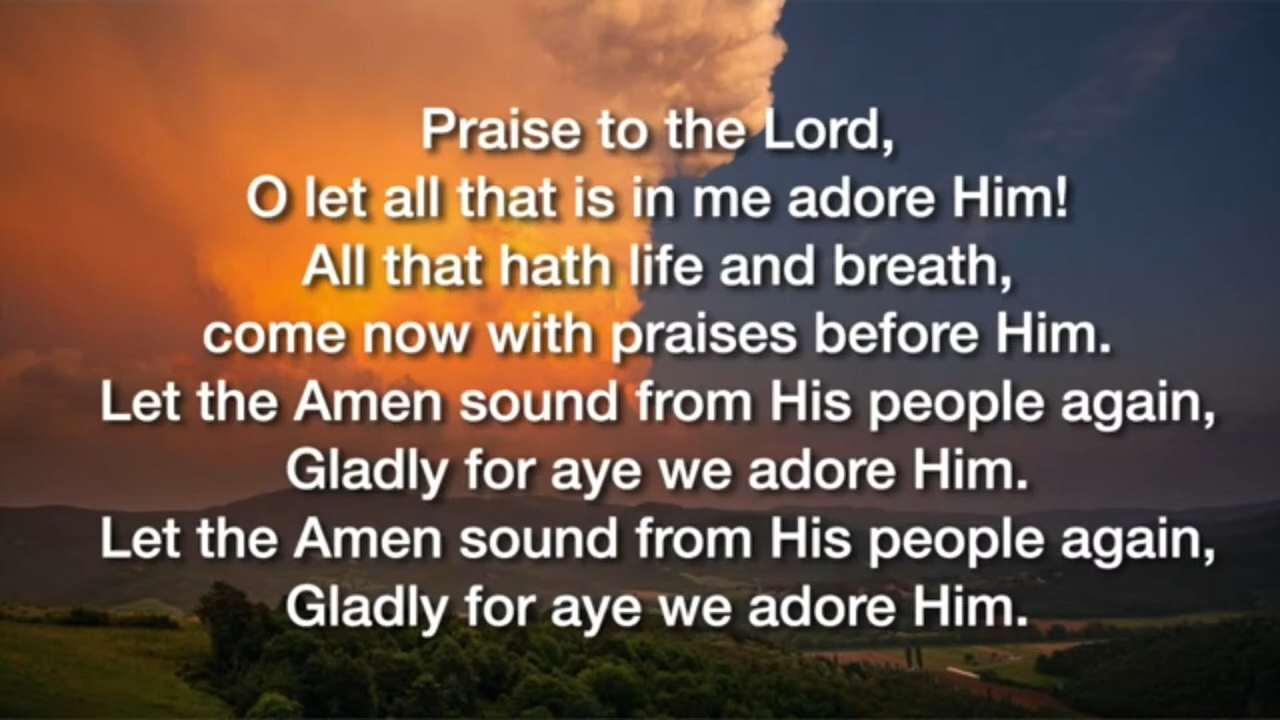 Praise to the Lord,
O let all that is in me adore Him!
All that hath life and breath,
come now with praises before Him.
Let the Amen sound from His people again,
Gladly for aye we adore Him.
Let the Amen sound from His people again,
Gladly for aye we adore Him.